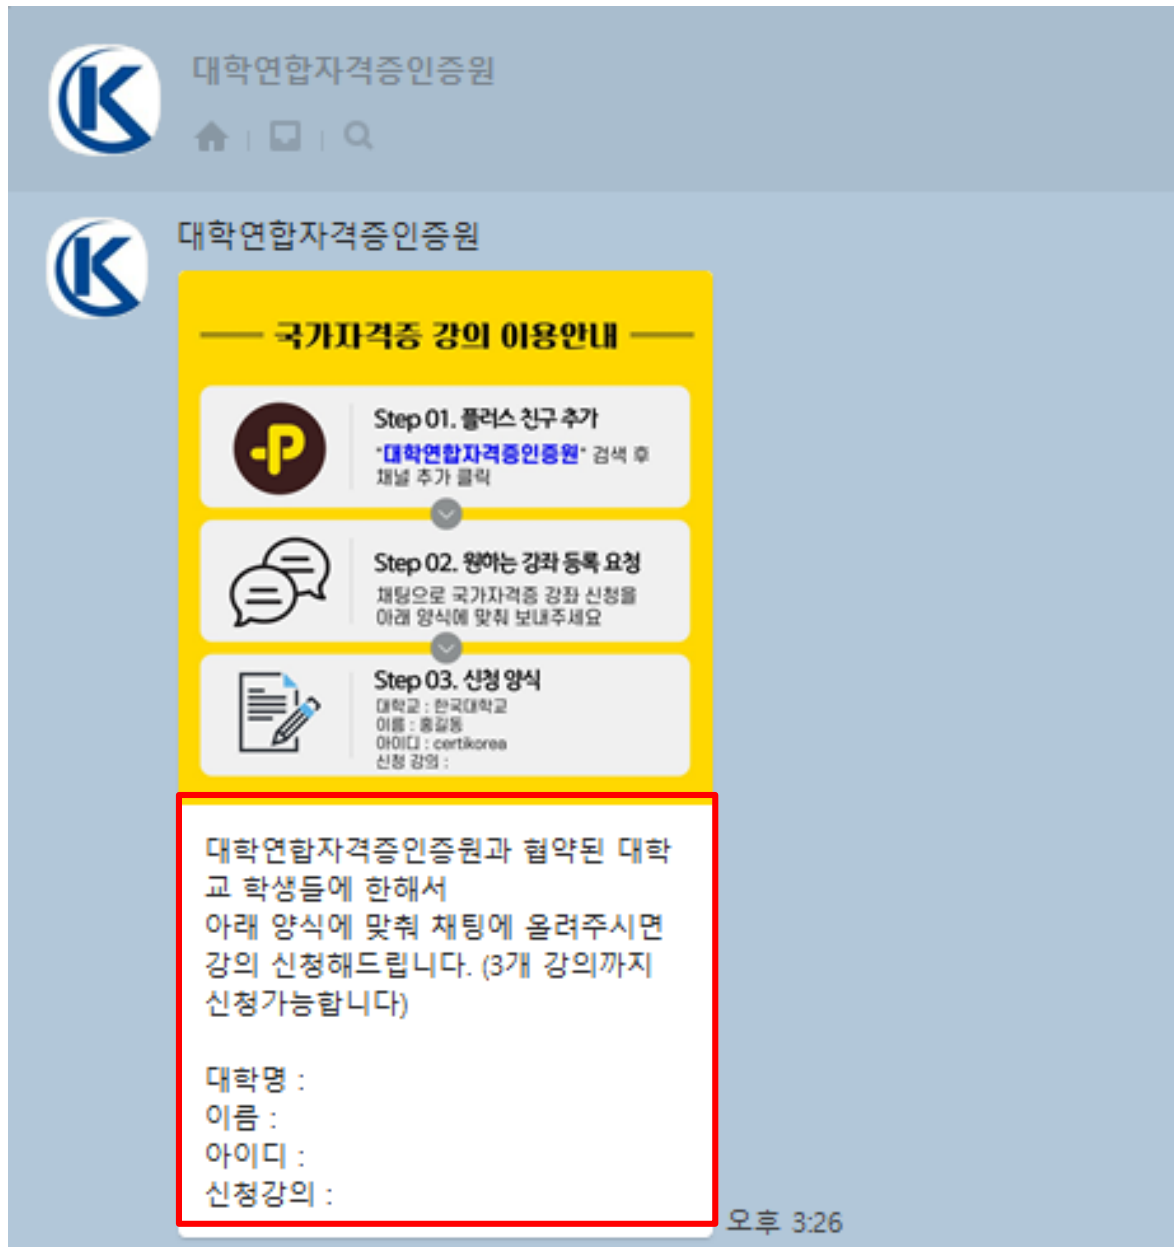 대학연합자격증인증원
대학연합자격증인증원
국가자격증 강의 이용안내
Step 01. 플러스 친구 추가
"대학연합자격증인증원" 검색 후
채널 추가 클릭
Step 02. 원하는 강좌 등록 요청
채팅으로 국가자격증 강좌 신청을
아래 양식에 맞춰 보내주세요
Step 03. 신청 양식
대학교 : 한국대학교
이름 : 홍길동
아이디 : certikorea
신청 강의 :
대학연합자격증인증원과 협약된 대학
교 학생들에 한해서
아래 양식에 맞춰 채팅에 올려주시면
강의 신청해드립니다. (3개 강의까지
신청가능합니다)
대학명 :
이름 :
아이디 :
신청강의 :
오후 3:26